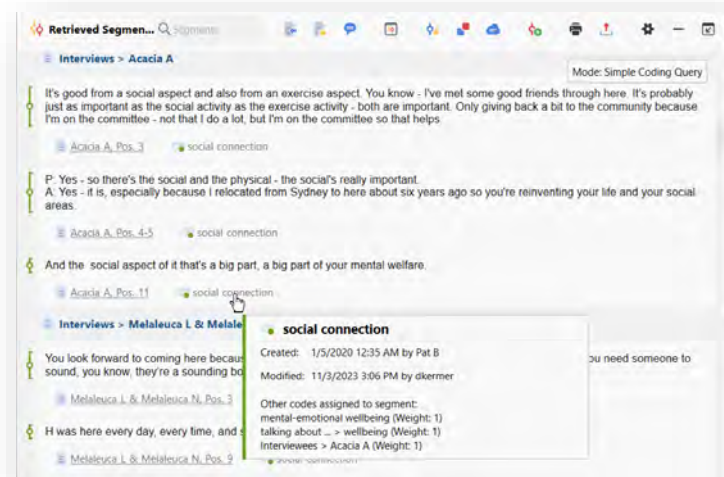 Retrieved Segmen...
Segments
Interviews > Acacia A
Mode: Simple Coding Query
It's good from a social aspect and also from an exercise aspect. You know - I've met some good friends through here. It's probably
just as important as the social activity as the exercise activity - both are important. Only giving back a bit to the community because
I'm on the committee - not that I do a lot, but I'm on the committee so that helps.
Acacia A, Pos. 3 social connection
P: Yes - so there's the social and the physical - the social's really important.
A: Yes - it is, especially because I relocated from Sydney to here about six years ago so you're reinventing your life and your social
areas.
Acacia A, Pos. 4-5 social connection
And the social aspect of it that's a big part, a big part of your mental welfare.
Acacia A, Pos. 11 social connection
Interviews > Melaleuca L & Melale
social connection
Created: 1/5/2020 12:35 AM by Pat B
You look forward to coming here becau
ou need someone to
sound, you know, they're a sounding bo
Modified: 11/3/2023 3:06 PM by dkermer
Melaleuca L & Melaleuca N, Pos. 3
Other codes assigned to segment:
mental-emotional wellbeing (Weight: 1)
H was here every day, every time, and s
talking about ... > wellbeing (Weight: 1)
Interviewees > Acacia A (Weight: 1)
Melaleuca L & Melaleuca N, Pos. 9 social connection